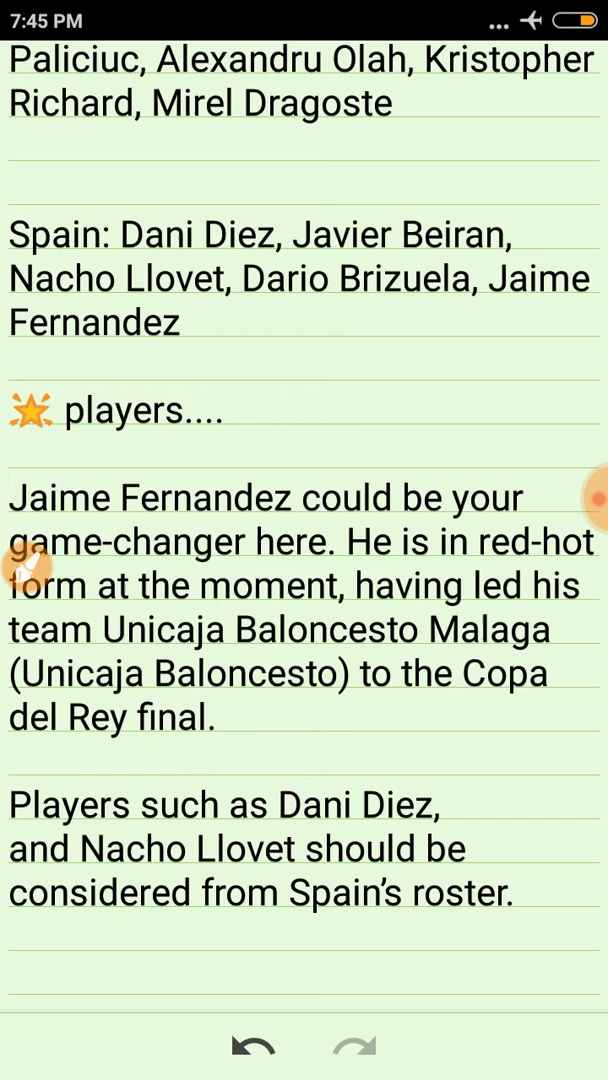 7:45 PM
Paliciuc, Alexandru Olah, Kristopher
Richard, Mirel Dragoste
Spain: Dani Diez, Javier Beiran,
Nacho Llovet, Dario Brizuela, Jaime
Fernandez
🌟 players....
Jaime Fernandez could be your
game-changer here. He is in red-hot
form at the moment, having led his
team Unicaja Baloncesto Malaga
(Unicaja Baloncesto) to the Copa
del Rey final.
Players such as Dani Diez,
and Nacho Llovet should be
considered from Spain’s roster.